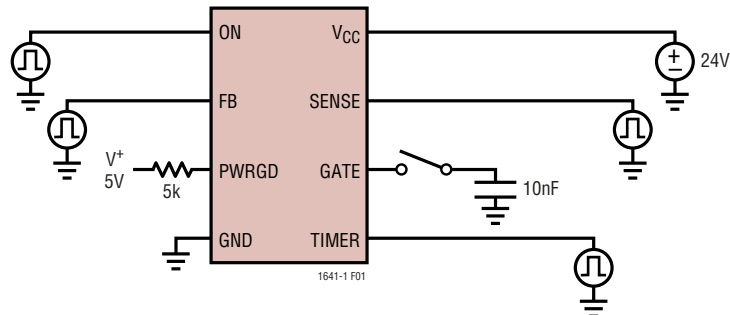 ON
VCC
24V
FB
SENSE
V+
5V
5k
PWRGD
GATE
10nF
GND
TIMER
1641-1 F01